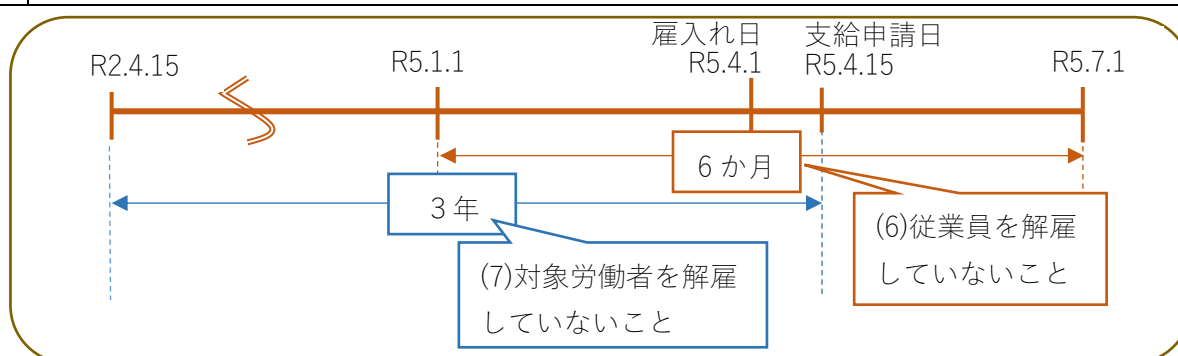 雇入れ日
支給申請日
R2.4.15
R5.1.1
R5.4.1
R5.4.15
R5.7.1
6か月
3年
(6)従業員を解雇
していないこと
(7)対象労働者を解雇
していないこと